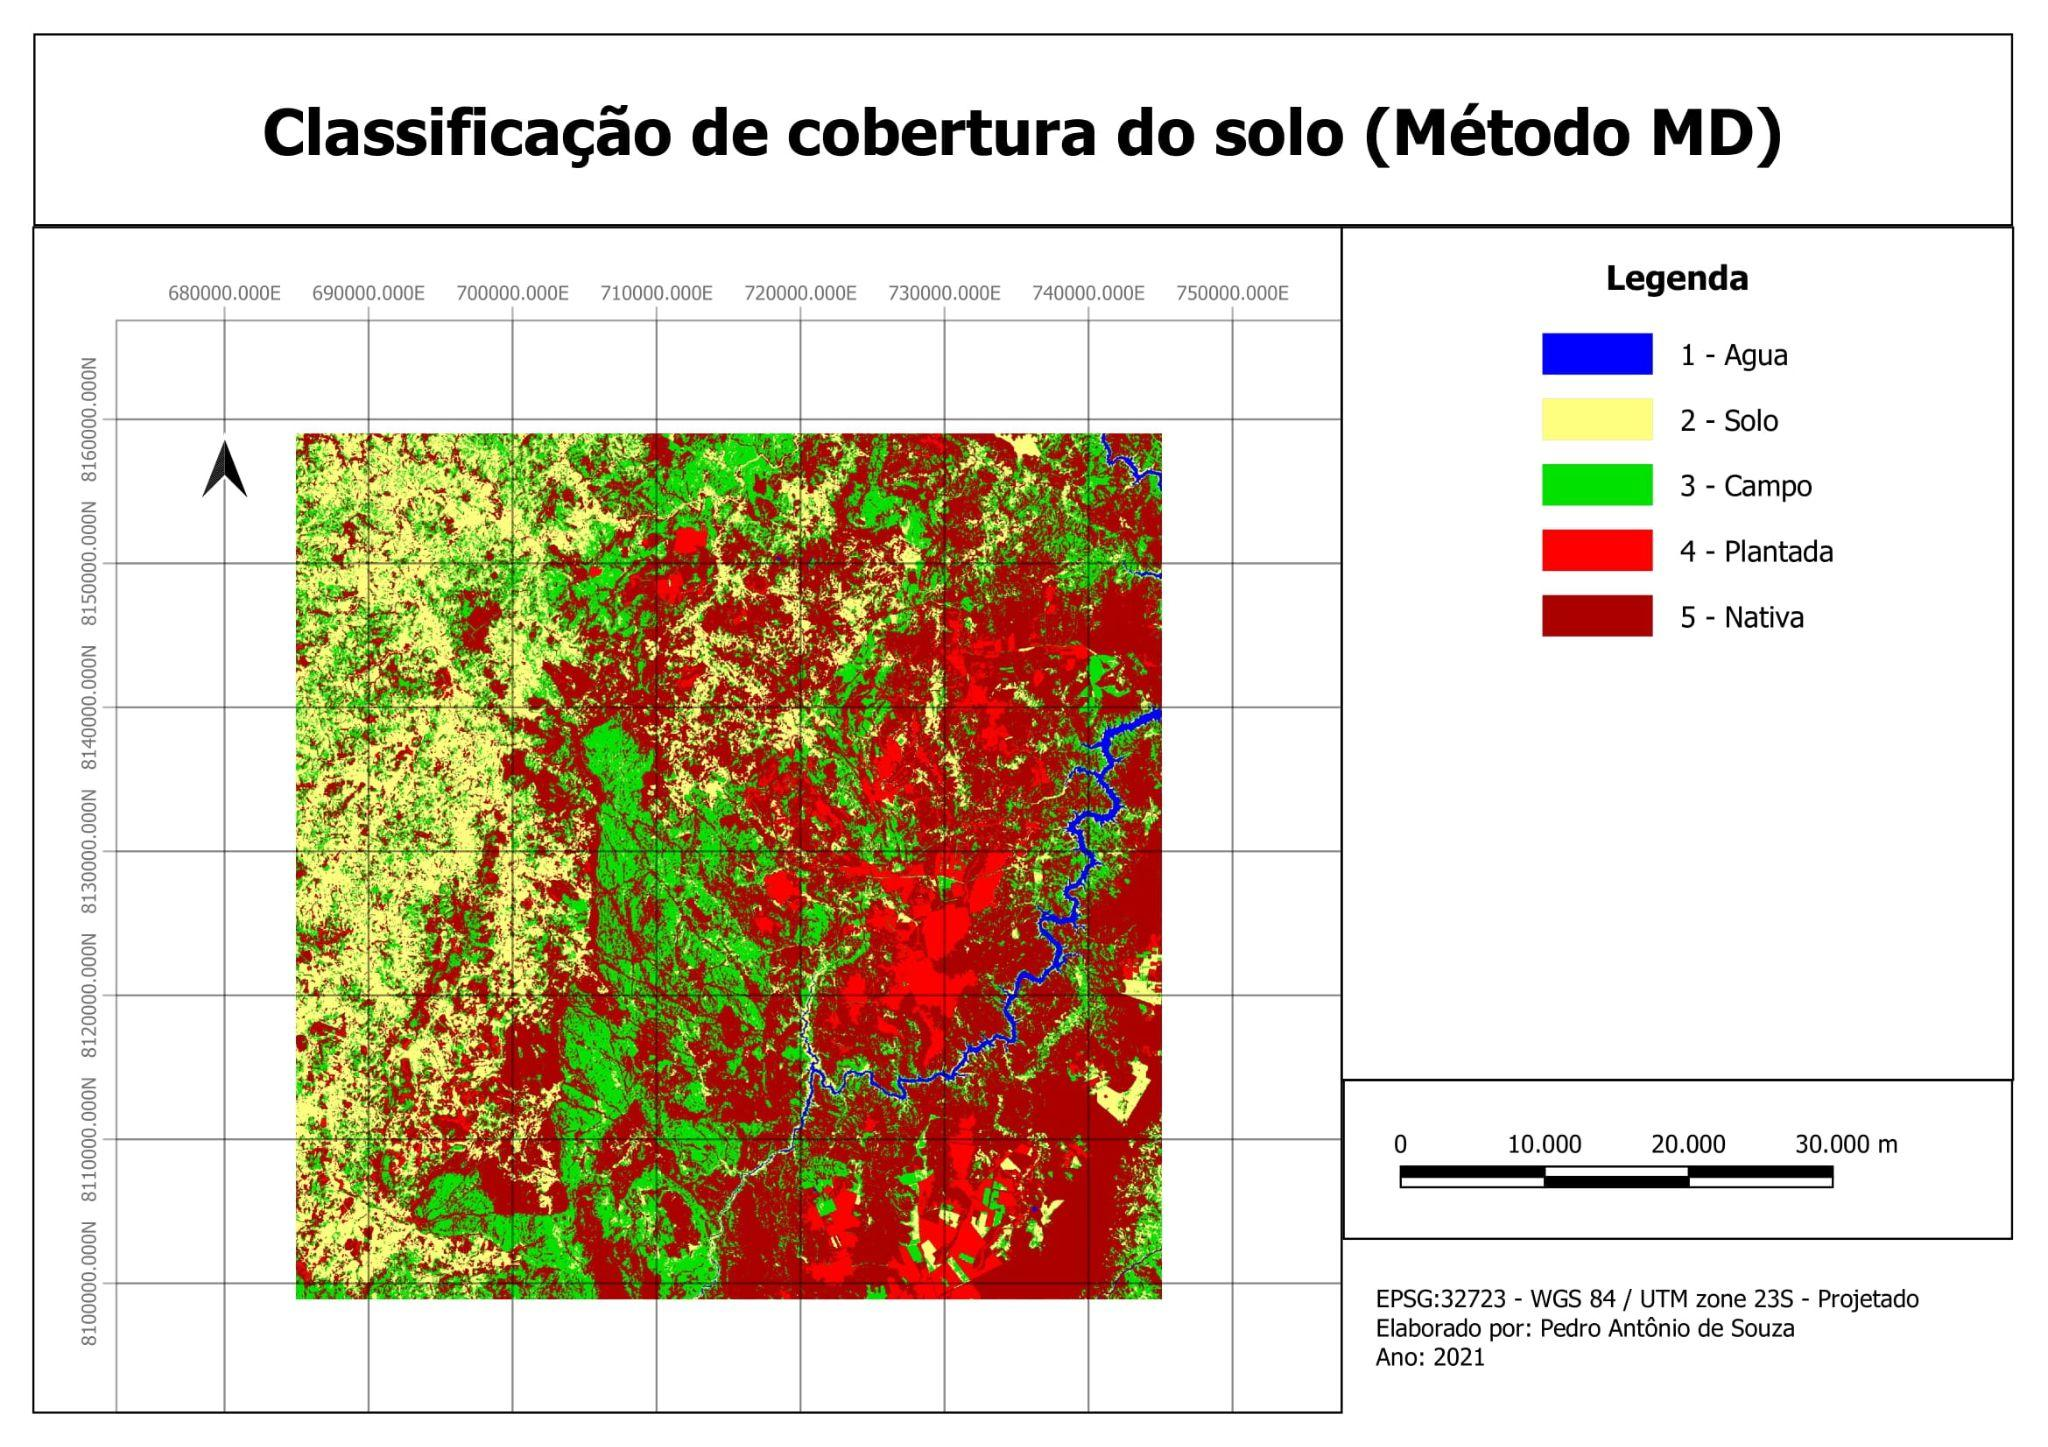 Classificação de cobertura do solo (Método MD)
680000.000E 690000.000E 700000.000E 710000.000E 720000.000E 730000.000E 740000.000E 750000.000E
8160000.000N
8150000.000N
8140000.000N
8130000.000N
8120000.000N
8110000.000N
8100000.000N
Legenda
1 - Agua
2 - Solo
3 - Campo
4 - Plantada
5 - Nativa
0 10.000 20.000 30.000 m
EPSG:32723 - WGS 84 / UTM zone 23S - Projetado
Elaborado por: Pedro Antônio de Souza
Ano: 2021